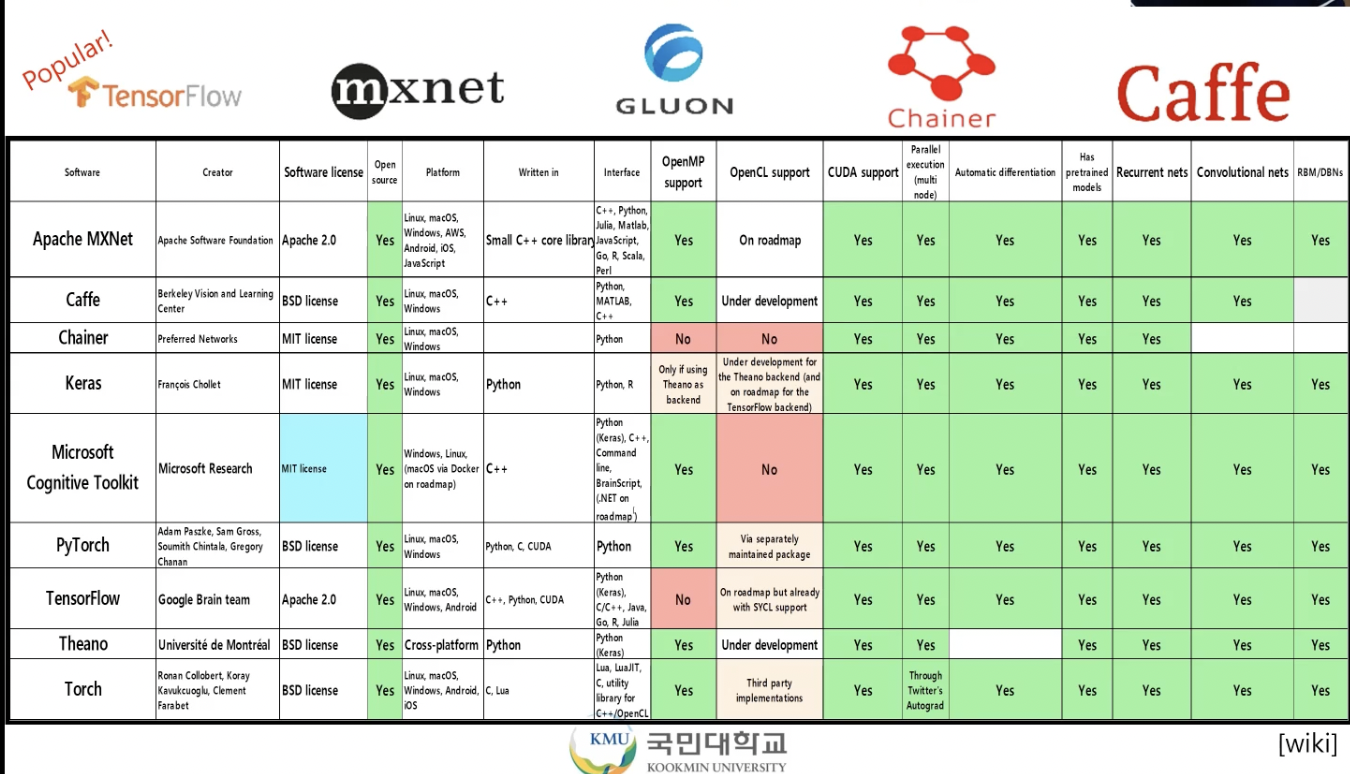 Popular!
TensorFlow
mxnet
GLUON
Chainer
Caffe
Software
Creator
Software license
Open
source
Platform
Written in
Interface
OpenMP
support
OpenCL support
CUDA support
Parallel
execution
(multi
node)
Automatic differentiation
Has
pretrained
models
Recurrent nets
Convolutional nets
RBM/DBNs
Apache MXNet
Apache Software Foundation
Apache 2.0
Yes
Linux, macOS,
Windows, AWS,
Android, iOS,
JavaScript
Small C++ core library
C++, Python,
Julia, Matlab,
JavaScript,
Go, R, Scala,
Perl
Yes
On roadmap
Yes
Yes
Yes
Yes
Yes
Yes
Yes
Caffe
Berkeley Vision and Learning
Center
BSD license
Yes
Linux, macOS,
Windows
C++
Python,
MATLAB,
C++
Yes
Under development
Yes
Yes
Yes
Yes
Yes
Yes
Chainer
Preferred Networks
MIT license
Yes
Linux, macOS,
Windows
Python
No
No
Yes
Yes
Yes
Yes
Yes
Keras
François Chollet
MIT license
Yes
Linux, macOS,
Windows
Python
Python, R
Only if using
Theano as
backend
Under development for
the Theano backend (and
on roadmap for the
TensorFlow backend)
Yes
Yes
Yes
Yes
Yes
Yes
Yes
Microsoft
Cognitive Toolkit
Microsoft Research
MIT license
Yes
Windows, Linux,
(macOS via Docker
on roadmap)
C++
Python
(Keras), C++,
Command
line,
BrainScript,
(.NET on
roadmap)
Yes
No
Yes
Yes
Yes
Yes
Yes
Yes
Yes
PyTorch
Adam Paszke, Sam Gross,
Soumith Chintala, Gregory
Chanan
BSD license
Yes
Linux, macOS,
Windows
Python, C, CUDA
Python
Yes
Via separately
maintained package
Yes
Yes
Yes
Yes
Yes
Yes
Yes
TensorFlow
Google Brain team
Apache 2.0
Yes
Linux, macOS,
Windows, Android
C++, Python, CUDA
Python
(Keras),
C/C++, Java,
Go, R, Julia
No
On roadmap but already
with SYCL support
Yes
Yes
Yes
Yes
Yes
Yes
Yes
Theano
Université de Montréal
BSD license
Yes
Cross-platform
Python
Python
(Keras)
Yes
Under development
Yes
Yes
Yes
Yes
Yes
Yes
Torch
Ronan Collobert, Koray
Kavukcuoglu, Clement
Farabet
BSD license
Yes
Linux, macOS,
Windows, Android,
iOS
C, Lua
Lua, LuaJIT,
C, utility
library for
C++/OpenCL
Yes
Third party
implementations
Yes
Through
Twitter's
Autograd
Yes
Yes
Yes
Yes
Yes
KMU
국민대학교
KOOKMIN UNIVERSITY
[wiki]